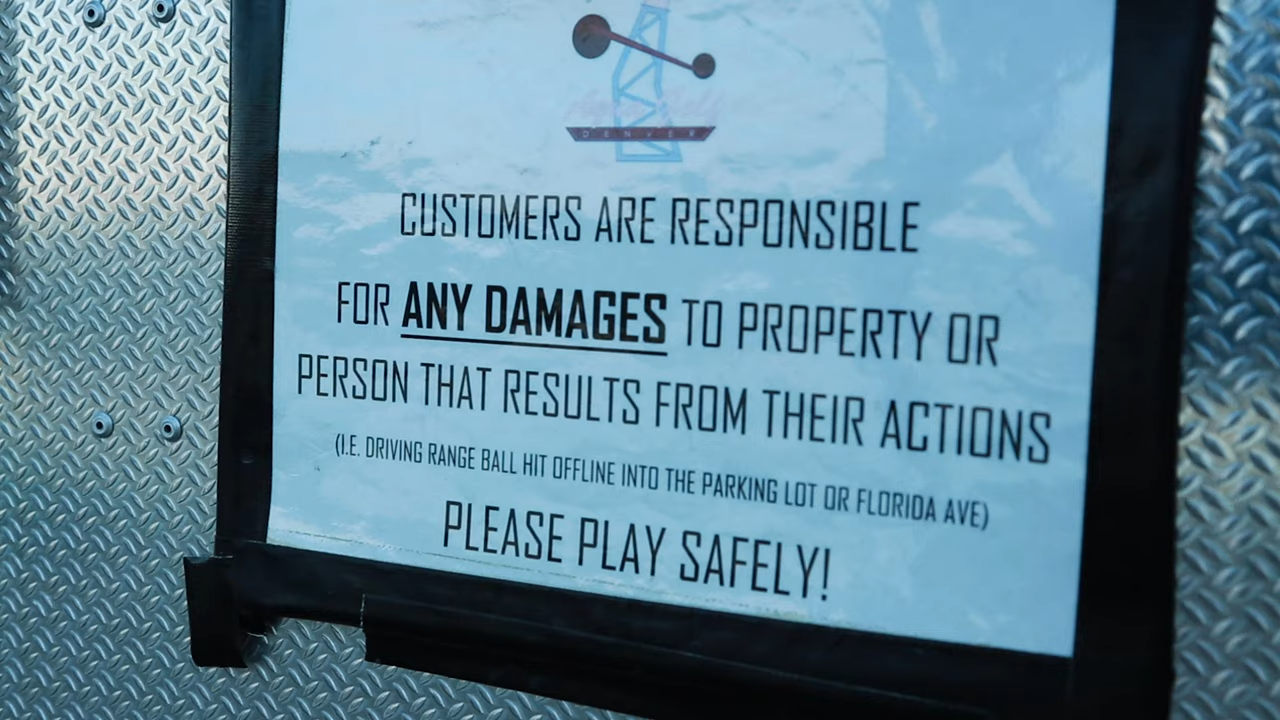 DENVER
CUSTOMERS ARE RESPONSIBLE
FOR ANY DAMAGES TO PROPERTY OR
PERSON THAT RESULTS FROM THEIR ACTIONS
(I.E. DRIVING RANGE BALL HIT OFFLINE INTO THE PARKING LOT OR FLORIDA AVE)
PLEASE PLAY SAFELY!